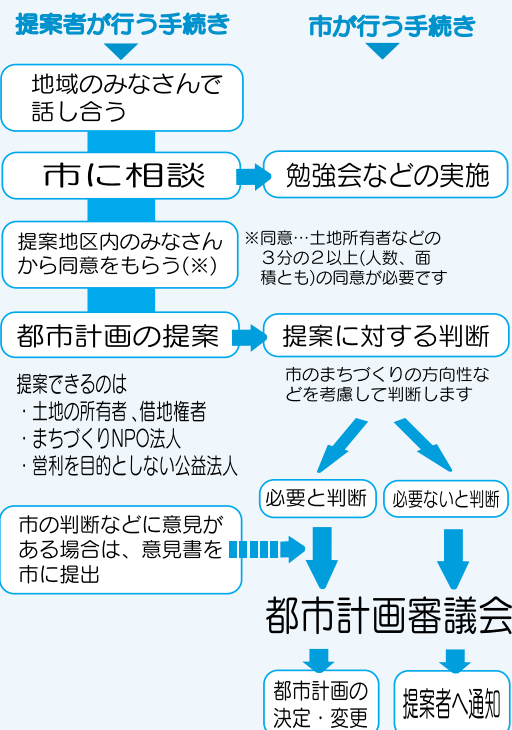 提案者が行う手続き
市が行う手続き
地域のみなさんで
話し合う
市に相談
勉強会などの実施
提案地区内のみなさん
から同意をもらう(※)
※同意…土地所有者などの
３分の２以上(人数、面
積とも)の同意が必要です
都市計画の提案
提案に対する判断
提案できるのは
・土地の所有者、借地権者
・まちづくりNPO法人
・営利を目的としない公益法人
市のまちづくりの方向性な
どを考慮して判断します
必要と判断
必要ないと判断
市の判断などに意見が
ある場合は、意見書を
市に提出
都市計画審議会
都市計画の
決定・変更
提案者へ通知